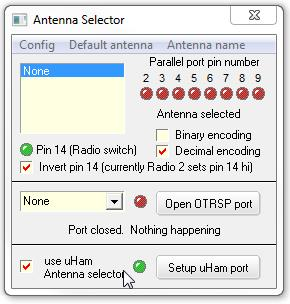 Antenna Selector
Config Default antenna Antenna name
None
Parallel port pin number
2 3 4 5 6 7 8 9
Antenna selected
Binary encoding
Pin 14 (Radio switch)
Decimal encoding
Invert pin 14 (currently Radio 2 sets pin 14 hi)
None
Open OTRSP port
Port closed. Nothing happening
use uHam
Antenna selector
Setup uHam port